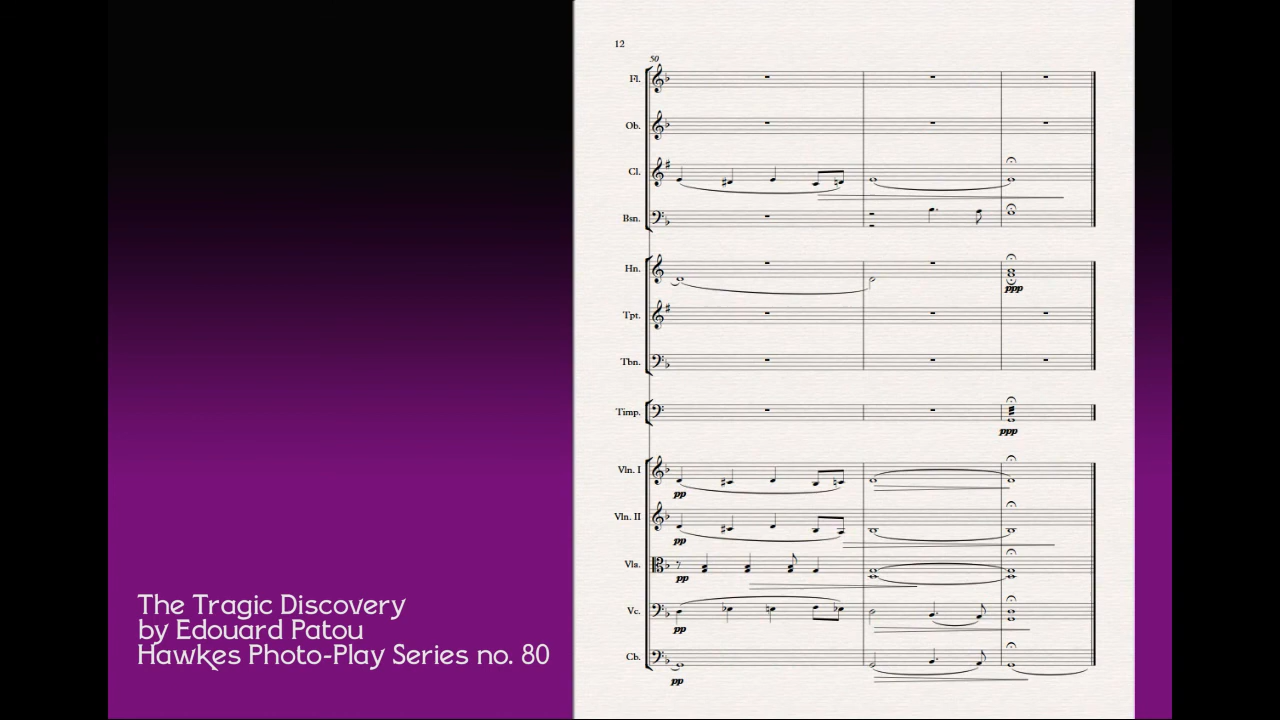 12
50
Fl.
Ob.
Cl.
Bsn.
Hn.
ppp
Tpt.
Tbn.
Timp.
ppp
Vln. I
pp
Vln. II
pp
Vla.
pp
Vc.
pp
Cb.
pp
The Tragic Discovery
by Edouard Patou
Hawkes Photo-Play Series no. 80